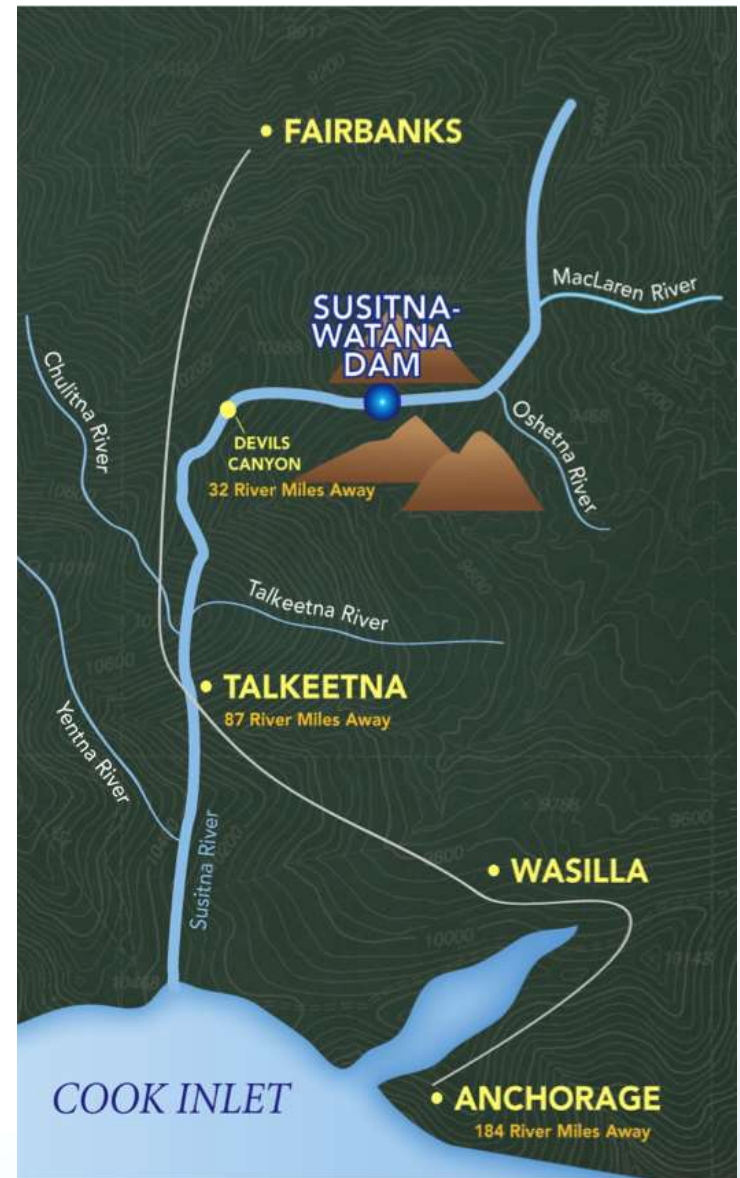 FAIRBANKS
MacLaren River
SUSITNA-
WATANA
DAM
Chulitna River
Oshetna River
DEVILS
CANYON
32 River Miles Away
Talkeetna River
TALKEETNA
87 River Miles Away
Yentna River
Susitna River
WASILLA
COOK INLET
ANCHORAGE
184 River Miles Away